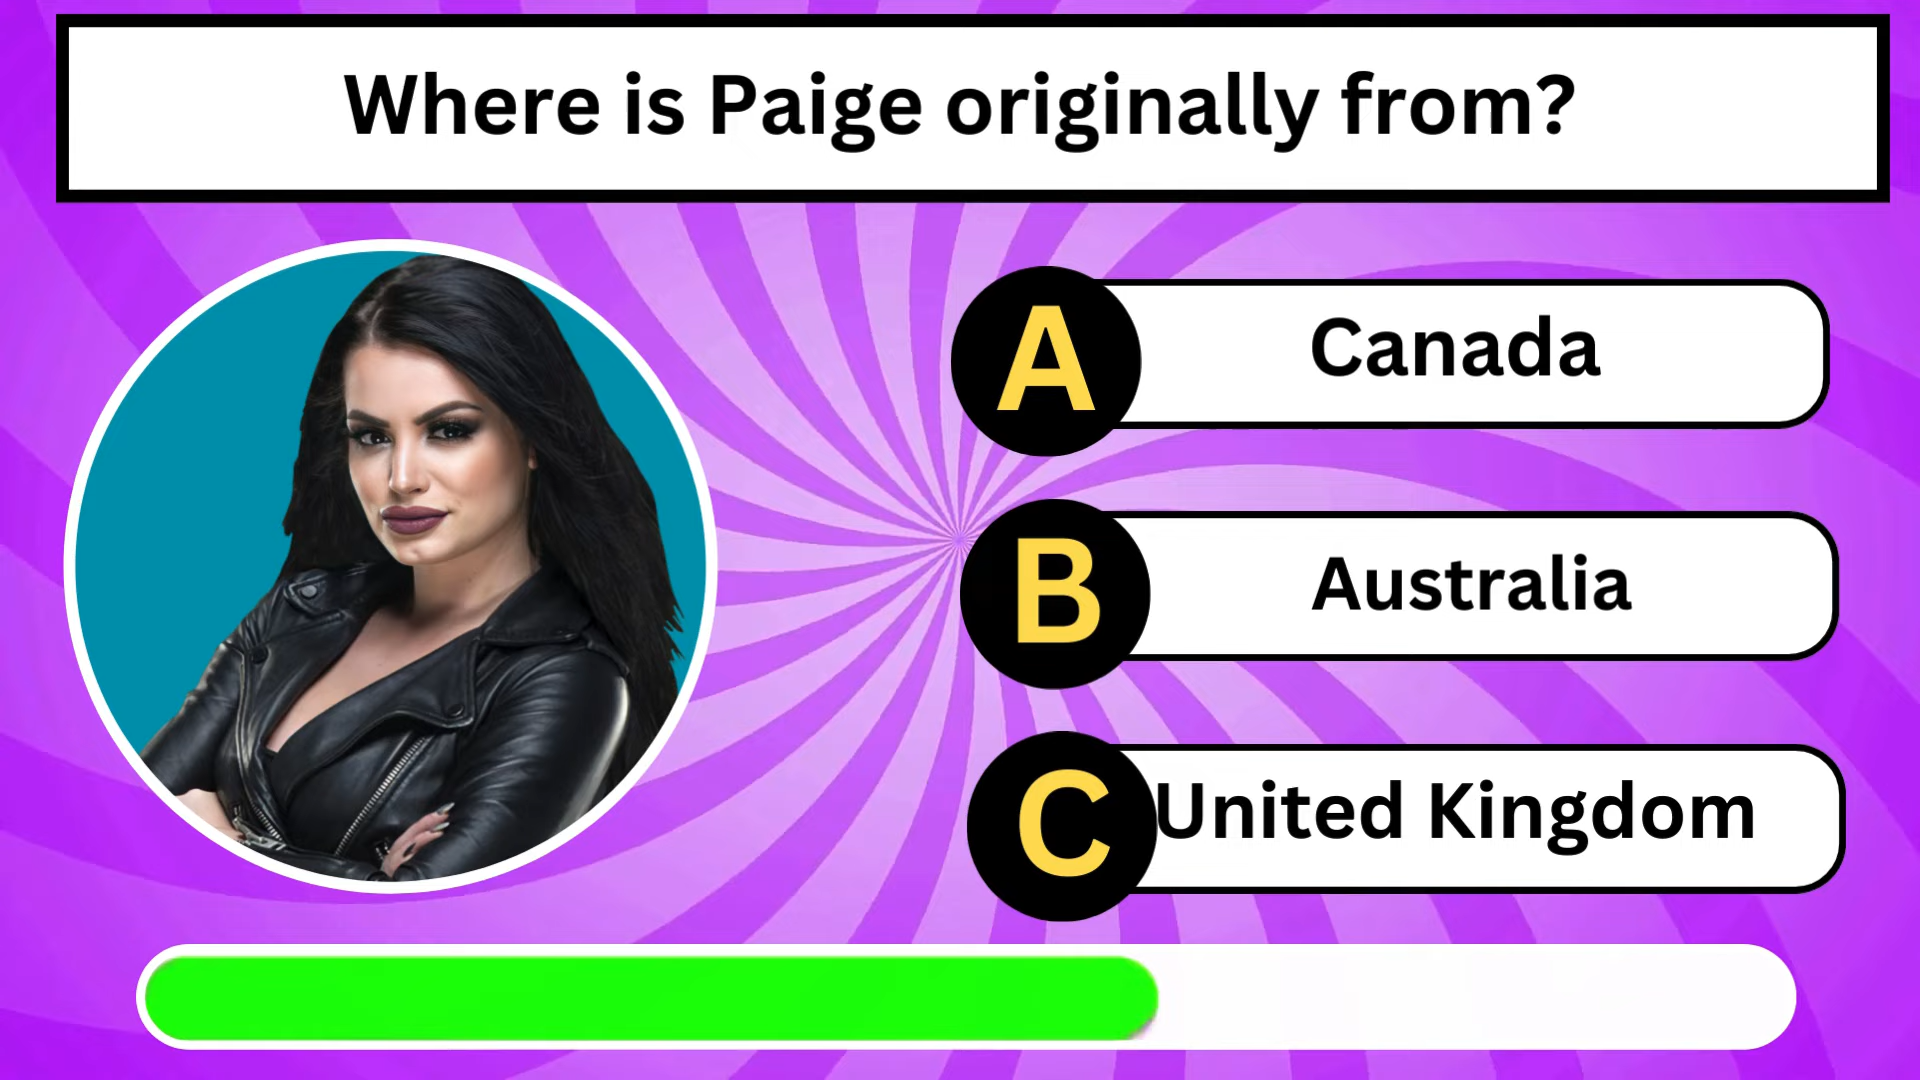 Where is Paige originally from?
A Canada
B Australia
C United Kingdom